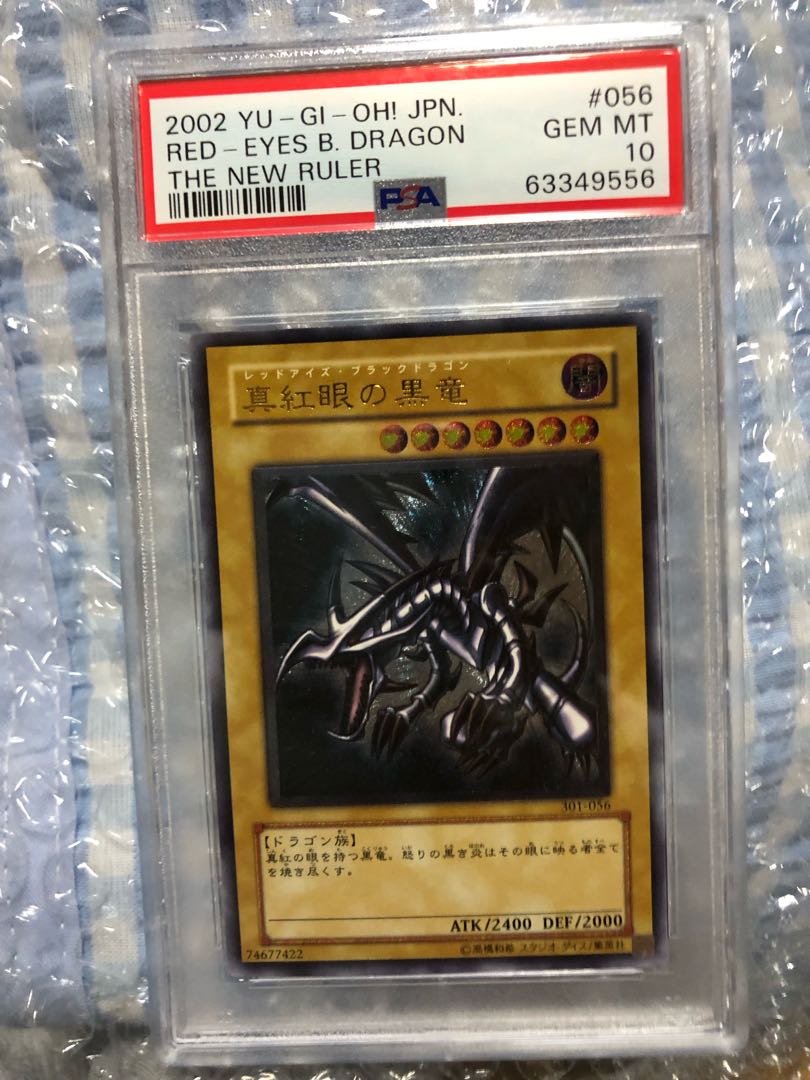 2002 YU-GI-OH! JPN. #056
RED-EYES B. DRAGON GEM MT
THE NEW RULER 10
PSA 63349556
レッドアイズ・ブラックドラゴン
真紅眼の黒竜
闇
301-056
【ドラゴン族】
真紅の眼を持つ黒竜。怒りの黒き炎はその眼に映る者全て
を焼き尽くす。
ATK/2400 DEF/2000
74677422 ©高橋和希 スタジオ・ダイス/集英社